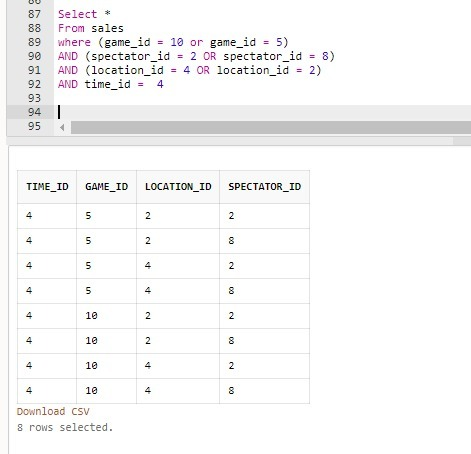 87 Select *
88 From sales
89 where (game_id = 10 or game_id = 5)
90 AND (spectator_id = 2 OR spectator_id = 8)
91 AND (location_id = 4 OR location_id = 2)
92 AND time_id =  4
93
94
95
TIME_ID GAME_ID LOCATION_ID SPECTATOR_ID
4 5 2 2
4 5 2 8
4 5 4 2
4 5 4 8
4 10 2 2
4 10 2 8
4 10 4 2
4 10 4 8
Download CSV
8 rows selected.